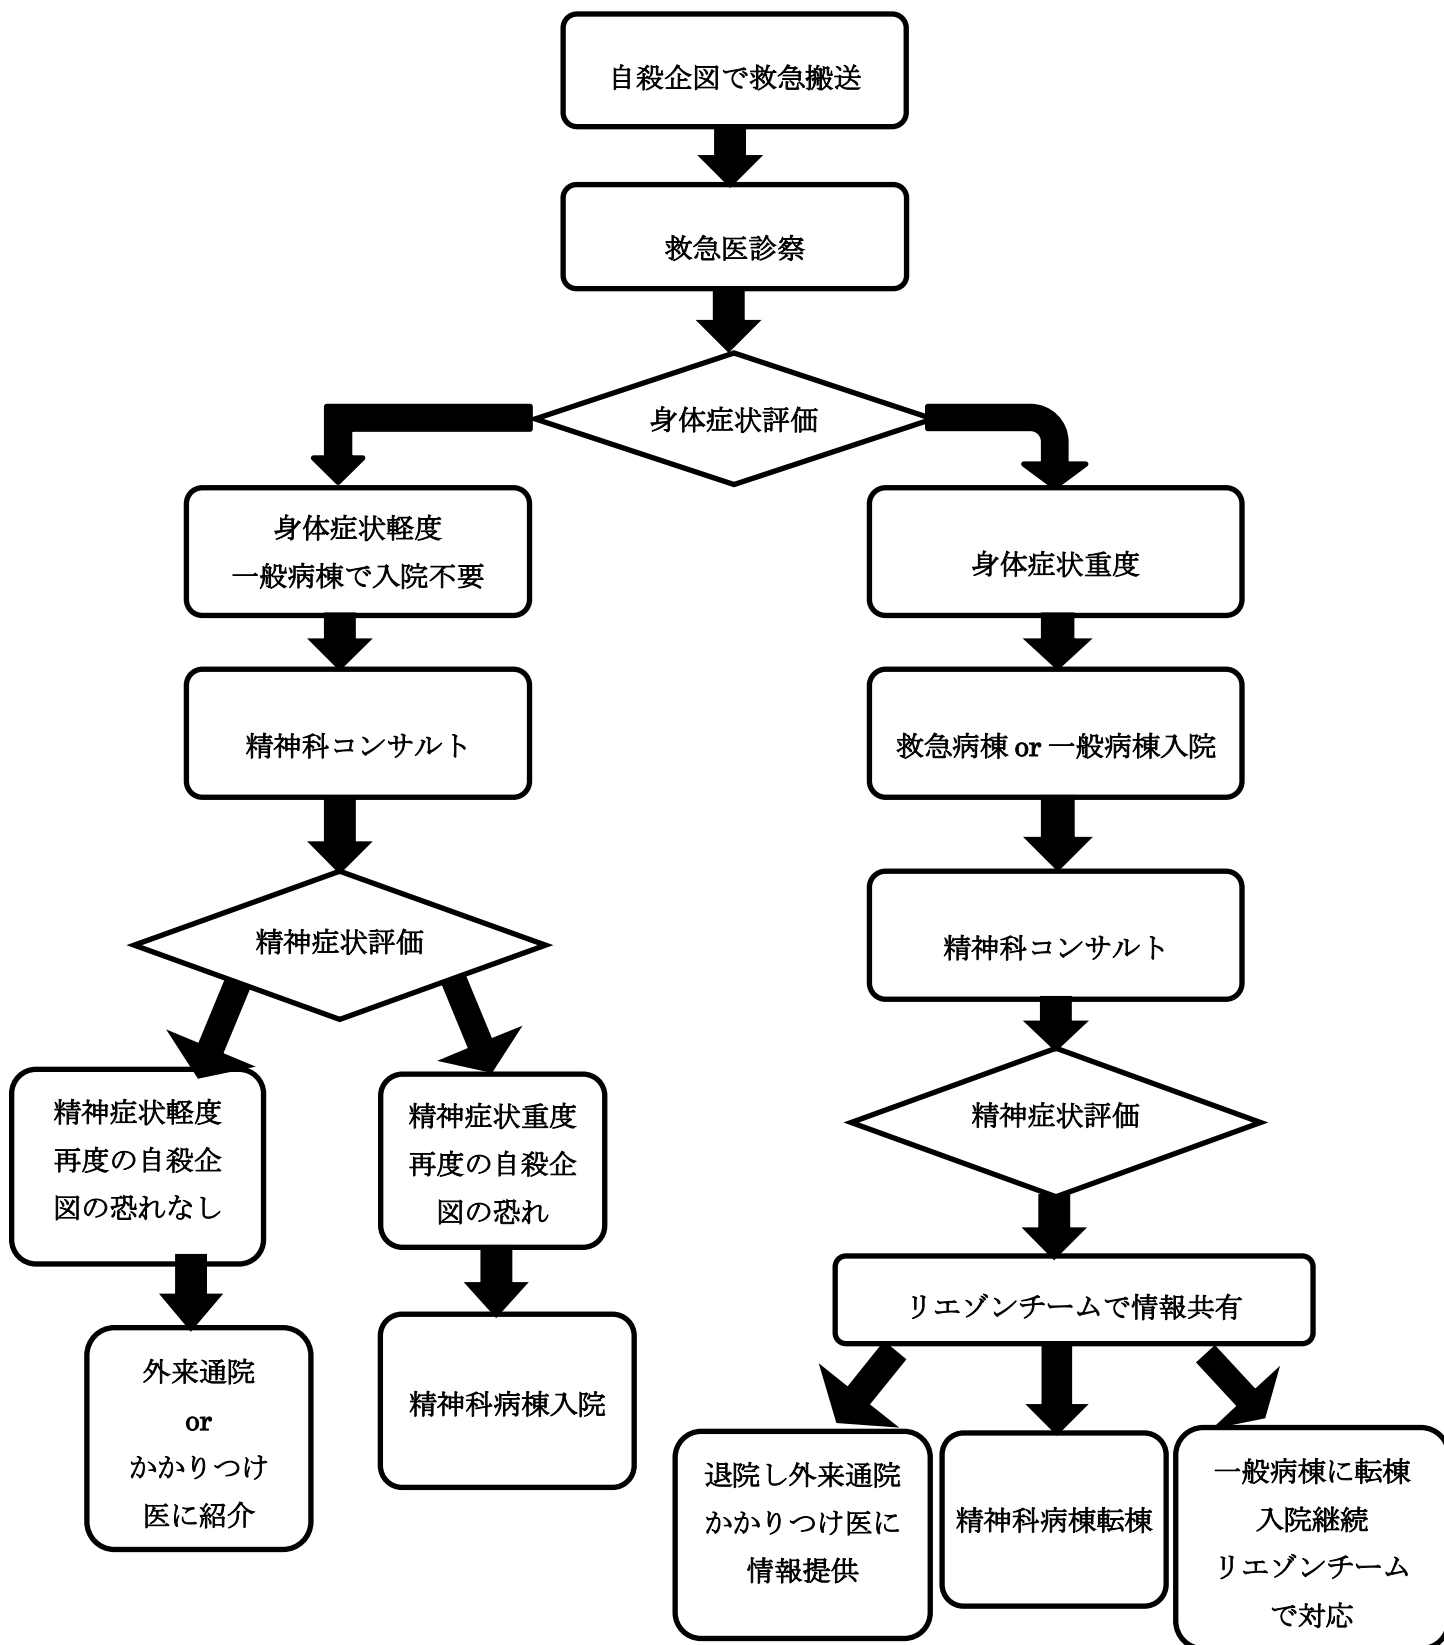 自殺企図で救急搬送
救急医診察
身体症状評価
身体症状軽度
一般病棟で入院不要
精神科コンサルト
精神症状評価
精神症状軽度
再度の自殺企
図の恐れなし
外来通院
or
かかりつけ
医に紹介
精神症状重度
再度の自殺企
図の恐れ
精神科病棟入院
身体症状重度
救急病棟 or 一般病棟入院
精神科コンサルト
精神症状評価
リエゾンチームで情報共有
退院し外来通院
かかりつけ医に
情報提供
精神科病棟転棟
一般病棟に転棟
入院継続
リエゾンチーム
で対応